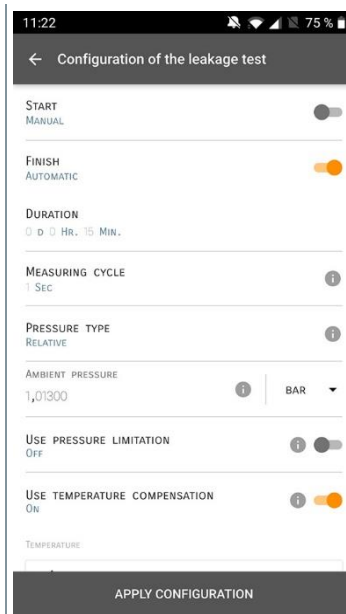 11:22
75 %
Configuration of the leakage test
START
MANUAL
FINISH
AUTOMATIC
DURATION
0 D 0 HR. 15 MIN.
MEASURING CYCLE
1 SEC
PRESSURE TYPE
RELATIVE
AMBIENT PRESSURE
1,01300
BAR
USE PRESSURE LIMITATION
OFF
USE TEMPERATURE COMPENSATION
ON
TEMPERATURE
APPLY CONFIGURATION